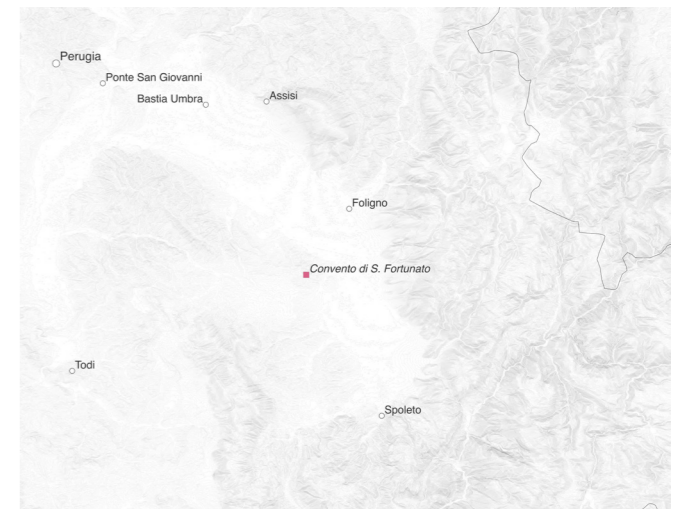 Perugia
Ponte San Giovanni
Bastia Umbra
Assisi
Foligno
Convento di S. Fortunato
Todi
Spoleto